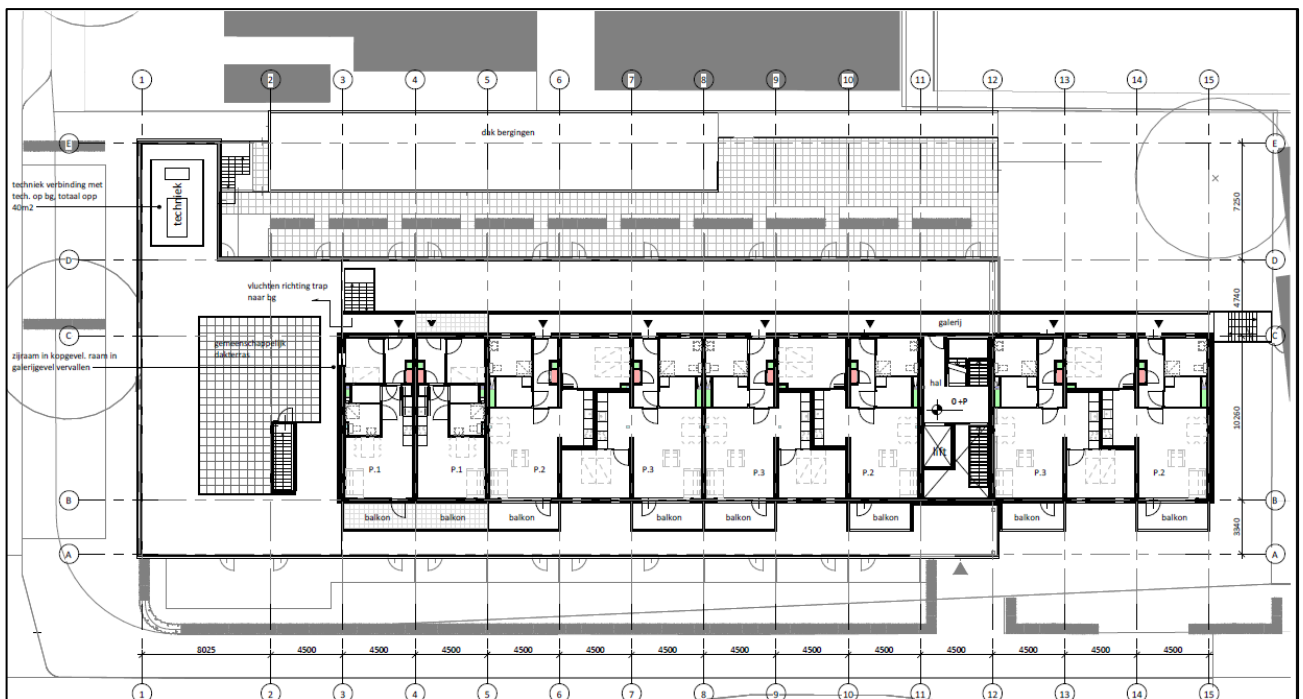 1 2 3 4 5 6 7 8 9 10 11 12 13 14 15
dak bergingen
E E
techniek
techniek verbinding met
tech. op bg, totaal opp
40m2
7250
D D
vluchten richting trap
naar bg
4740
galerij
C C
gemeenschappelijk
dakterras
zijraam in kopgevel. raam in
galerijgevel vervallen
hal
0 +P
10260
lift
P.1 P.1 P.2 P.3 P.3 P.2 P.3 P.2
B B
balkon balkon balkon balkon balkon balkon balkon balkon
3340
A A
8025 4500 4500 4500 4500 4500 4500 4500 4500 4500 4500 4500 4500 4500
1 2 3 4 5 6 7 8 9 10 11 12 13 14 15